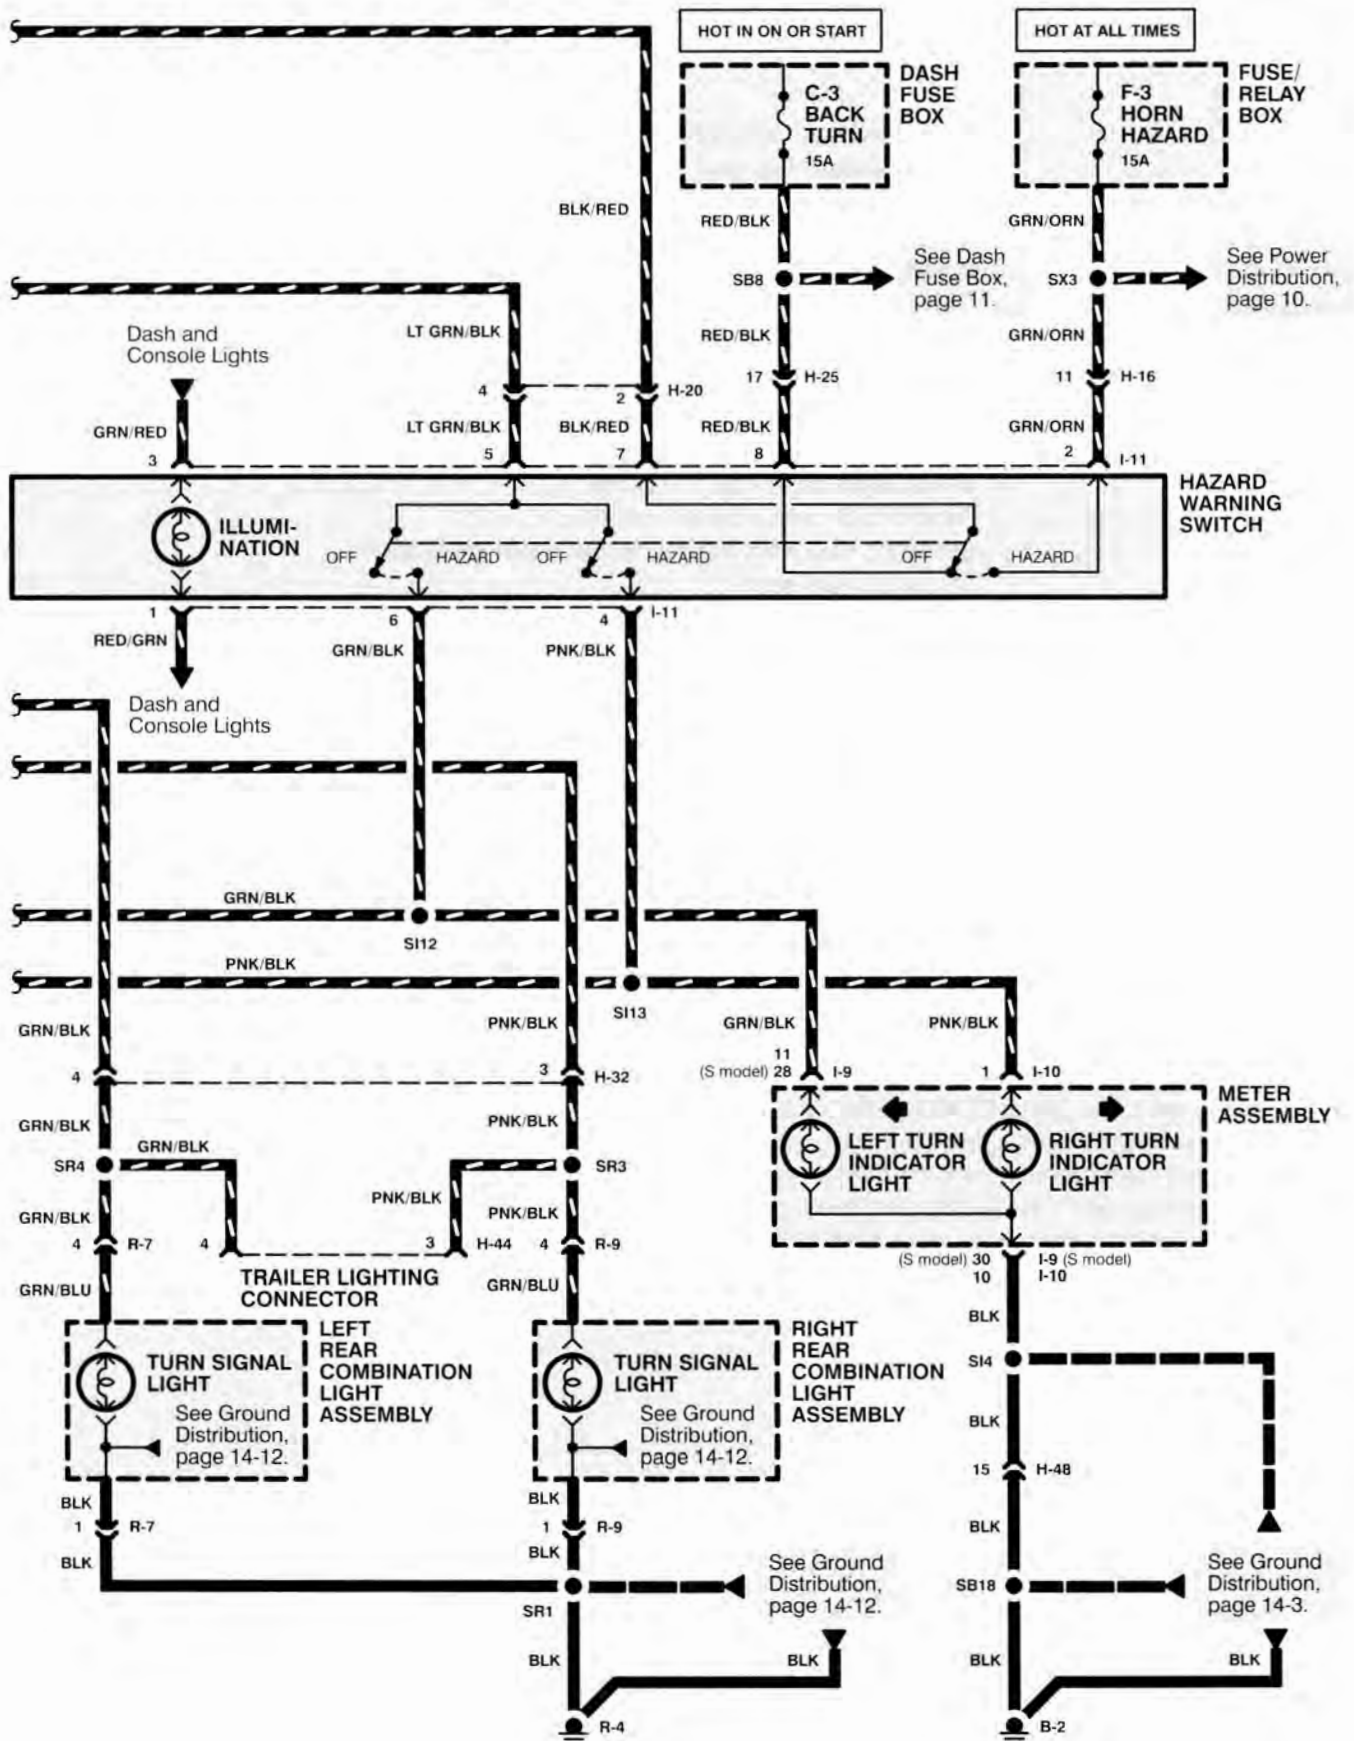 HOT IN ON OR START
HOT AT ALL TIMES
C-3
BACK
TURN
15A
DASH
FUSE
BOX
F-3
HORN
HAZARD
15A
FUSE/
RELAY
BOX
BLK/RED
RED/BLK
GRN/ORN
SB8
See Dash
Fuse Box,
page 11.
SX3
See Power
Distribution,
page 10.
Dash and
Console Lights
LT GRN/BLK
RED/BLK
GRN/ORN
4
2
H-20
17
H-25
11
H-16
GRN/RED
LT GRN/BLK
BLK/RED
RED/BLK
GRN/ORN
3
5
7
8
2
I-11
HAZARD
WARNING
SWITCH
ILLUMI-
NATION
OFF
HAZARD
OFF
HAZARD
OFF
HAZARD
1
6
4
I-11
RED/GRN
GRN/BLK
PNK/BLK
Dash and
Console Lights
GRN/BLK
SI12
PNK/BLK
SI13
GRN/BLK
PNK/BLK
GRN/BLK
PNK/BLK
11
(S model) 28
I-9
1
I-10
4
3
H-32
METER
ASSEMBLY
GRN/BLK
PNK/BLK
LEFT TURN
INDICATOR
LIGHT
RIGHT TURN
INDICATOR
LIGHT
SR4
GRN/BLK
SR3
PNK/BLK
GRN/BLK
PNK/BLK
4
R-7
4
3
H-44
4
R-9
(S model) 30
I-9 (S model)
10
I-10
TRAILER LIGHTING
CONNECTOR
GRN/BLU
GRN/BLU
BLK
LEFT
REAR
COMBINATION
LIGHT
ASSEMBLY
TURN SIGNAL
LIGHT
See Ground
Distribution,
page 14-12.
RIGHT
REAR
COMBINATION
LIGHT
ASSEMBLY
TURN SIGNAL
LIGHT
See Ground
Distribution,
page 14-12.
SI4
BLK
15
H-48
BLK
BLK
1
R-7
1
R-9
BLK
BLK
BLK
SR1
See Ground
Distribution,
page 14-12.
SB18
See Ground
Distribution,
page 14-3.
BLK
BLK
BLK
BLK
R-4
B-2